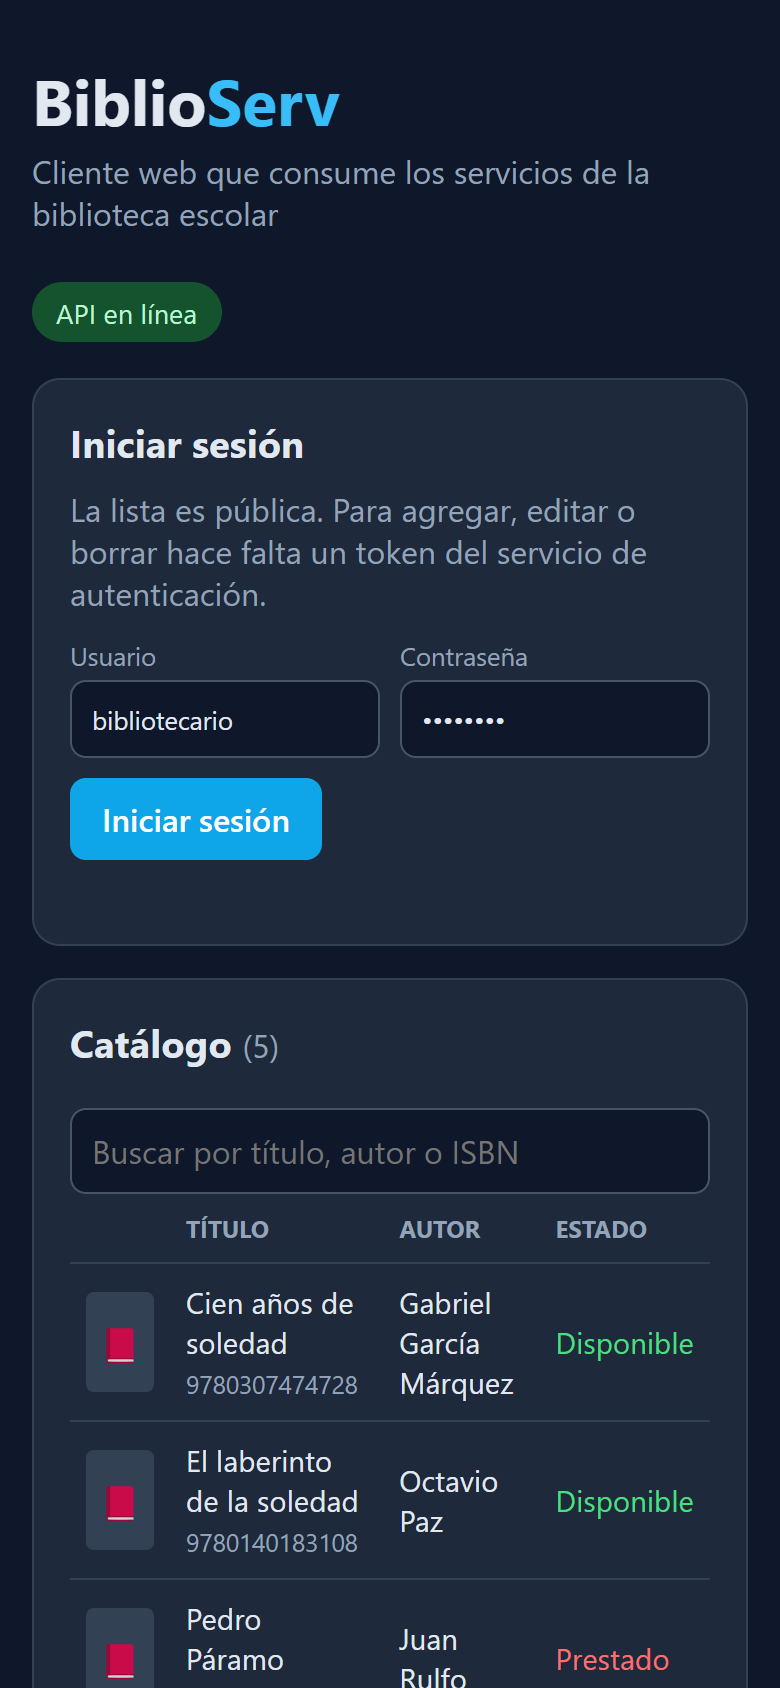 BiblioServ
Cliente web que consume los servicios de la
biblioteca escolar
API en línea
Iniciar sesión
La lista es pública. Para agregar, editar o
borrar hace falta un token del servicio de
autenticación.
Usuario Contraseña
bibliotecario ••••••••
Iniciar sesión
Catálogo (5)
Buscar por título, autor o ISBN
TÍTULO AUTOR ESTADO
Cien años de
soledad
9780307474728
Gabriel
García
Márquez
Disponible
El laberinto
de la soledad
9780140183108
Octavio
Paz
Disponible
Pedro
Páramo
Juan
Rulfo
Prestado